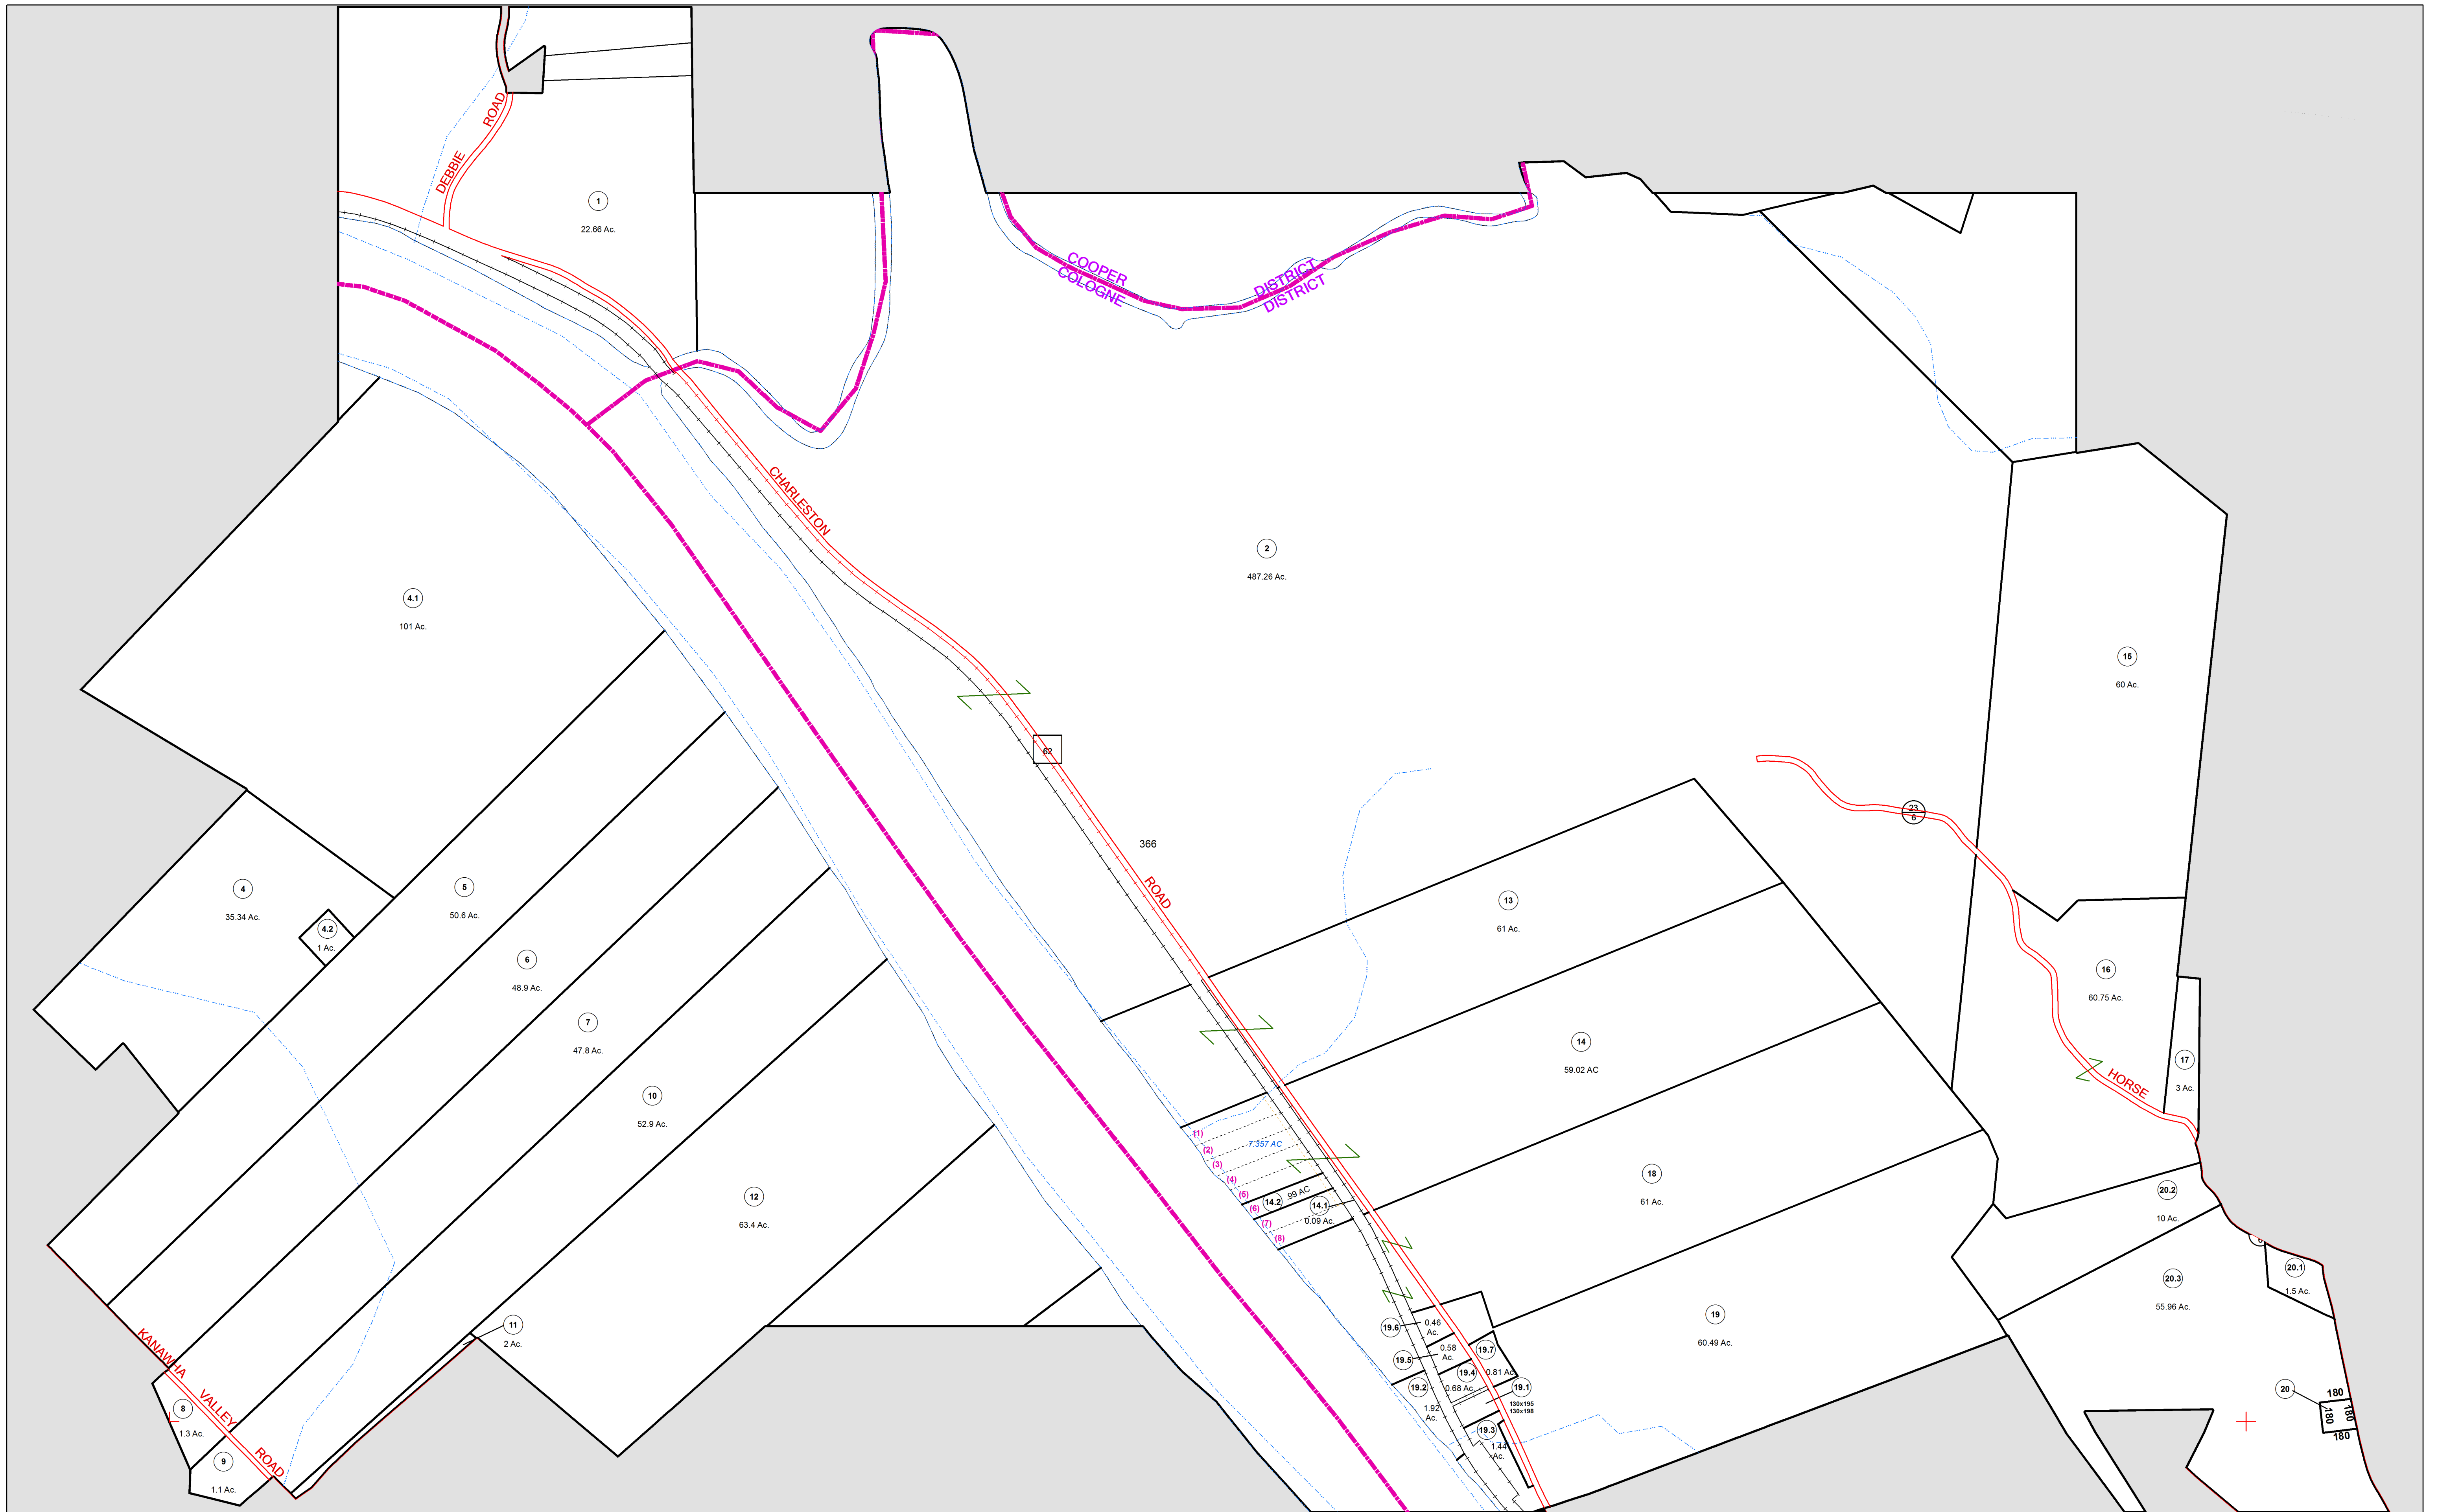 DEBBIE ROAD
1
22.66 Ac.
COOPER DISTRICT
COLOGNE DISTRICT
CHARLESTON
2
487.26 Ac.
4.1
101 Ac.
15
60 Ac.
62
23
6
366
ROAD
4
35.34 Ac.
4.2
1 Ac.
5
50.6 Ac.
13
61 Ac.
6
48.9 Ac.
16
60.75 Ac.
7
47.8 Ac.
14
59.02 AC
17
3 Ac.
HORSE
10
52.9 Ac.
(1)
(2)
(3)
(4)
(5)
(6)
(7)
(8)
7.357 AC
14.2
.99 AC
14.1
0.09 Ac.
12
63.4 Ac.
18
61 Ac.
20.2
10 Ac.
6
20.1
1.5 Ac.
20.3
55.96 Ac.
19
60.49 Ac.
19.6
0.46
Ac.
19.5
0.58
Ac.
19.7
0.81 Ac.
19.4
0.68 Ac.
19.2
1.92
Ac.
19.1
130x195
130x198
19.3
1.44
Ac.
11
2 Ac.
KANAWHA VALLEY ROAD
8
1.3 Ac.
9
1.1 Ac.
20
180
180
180
180